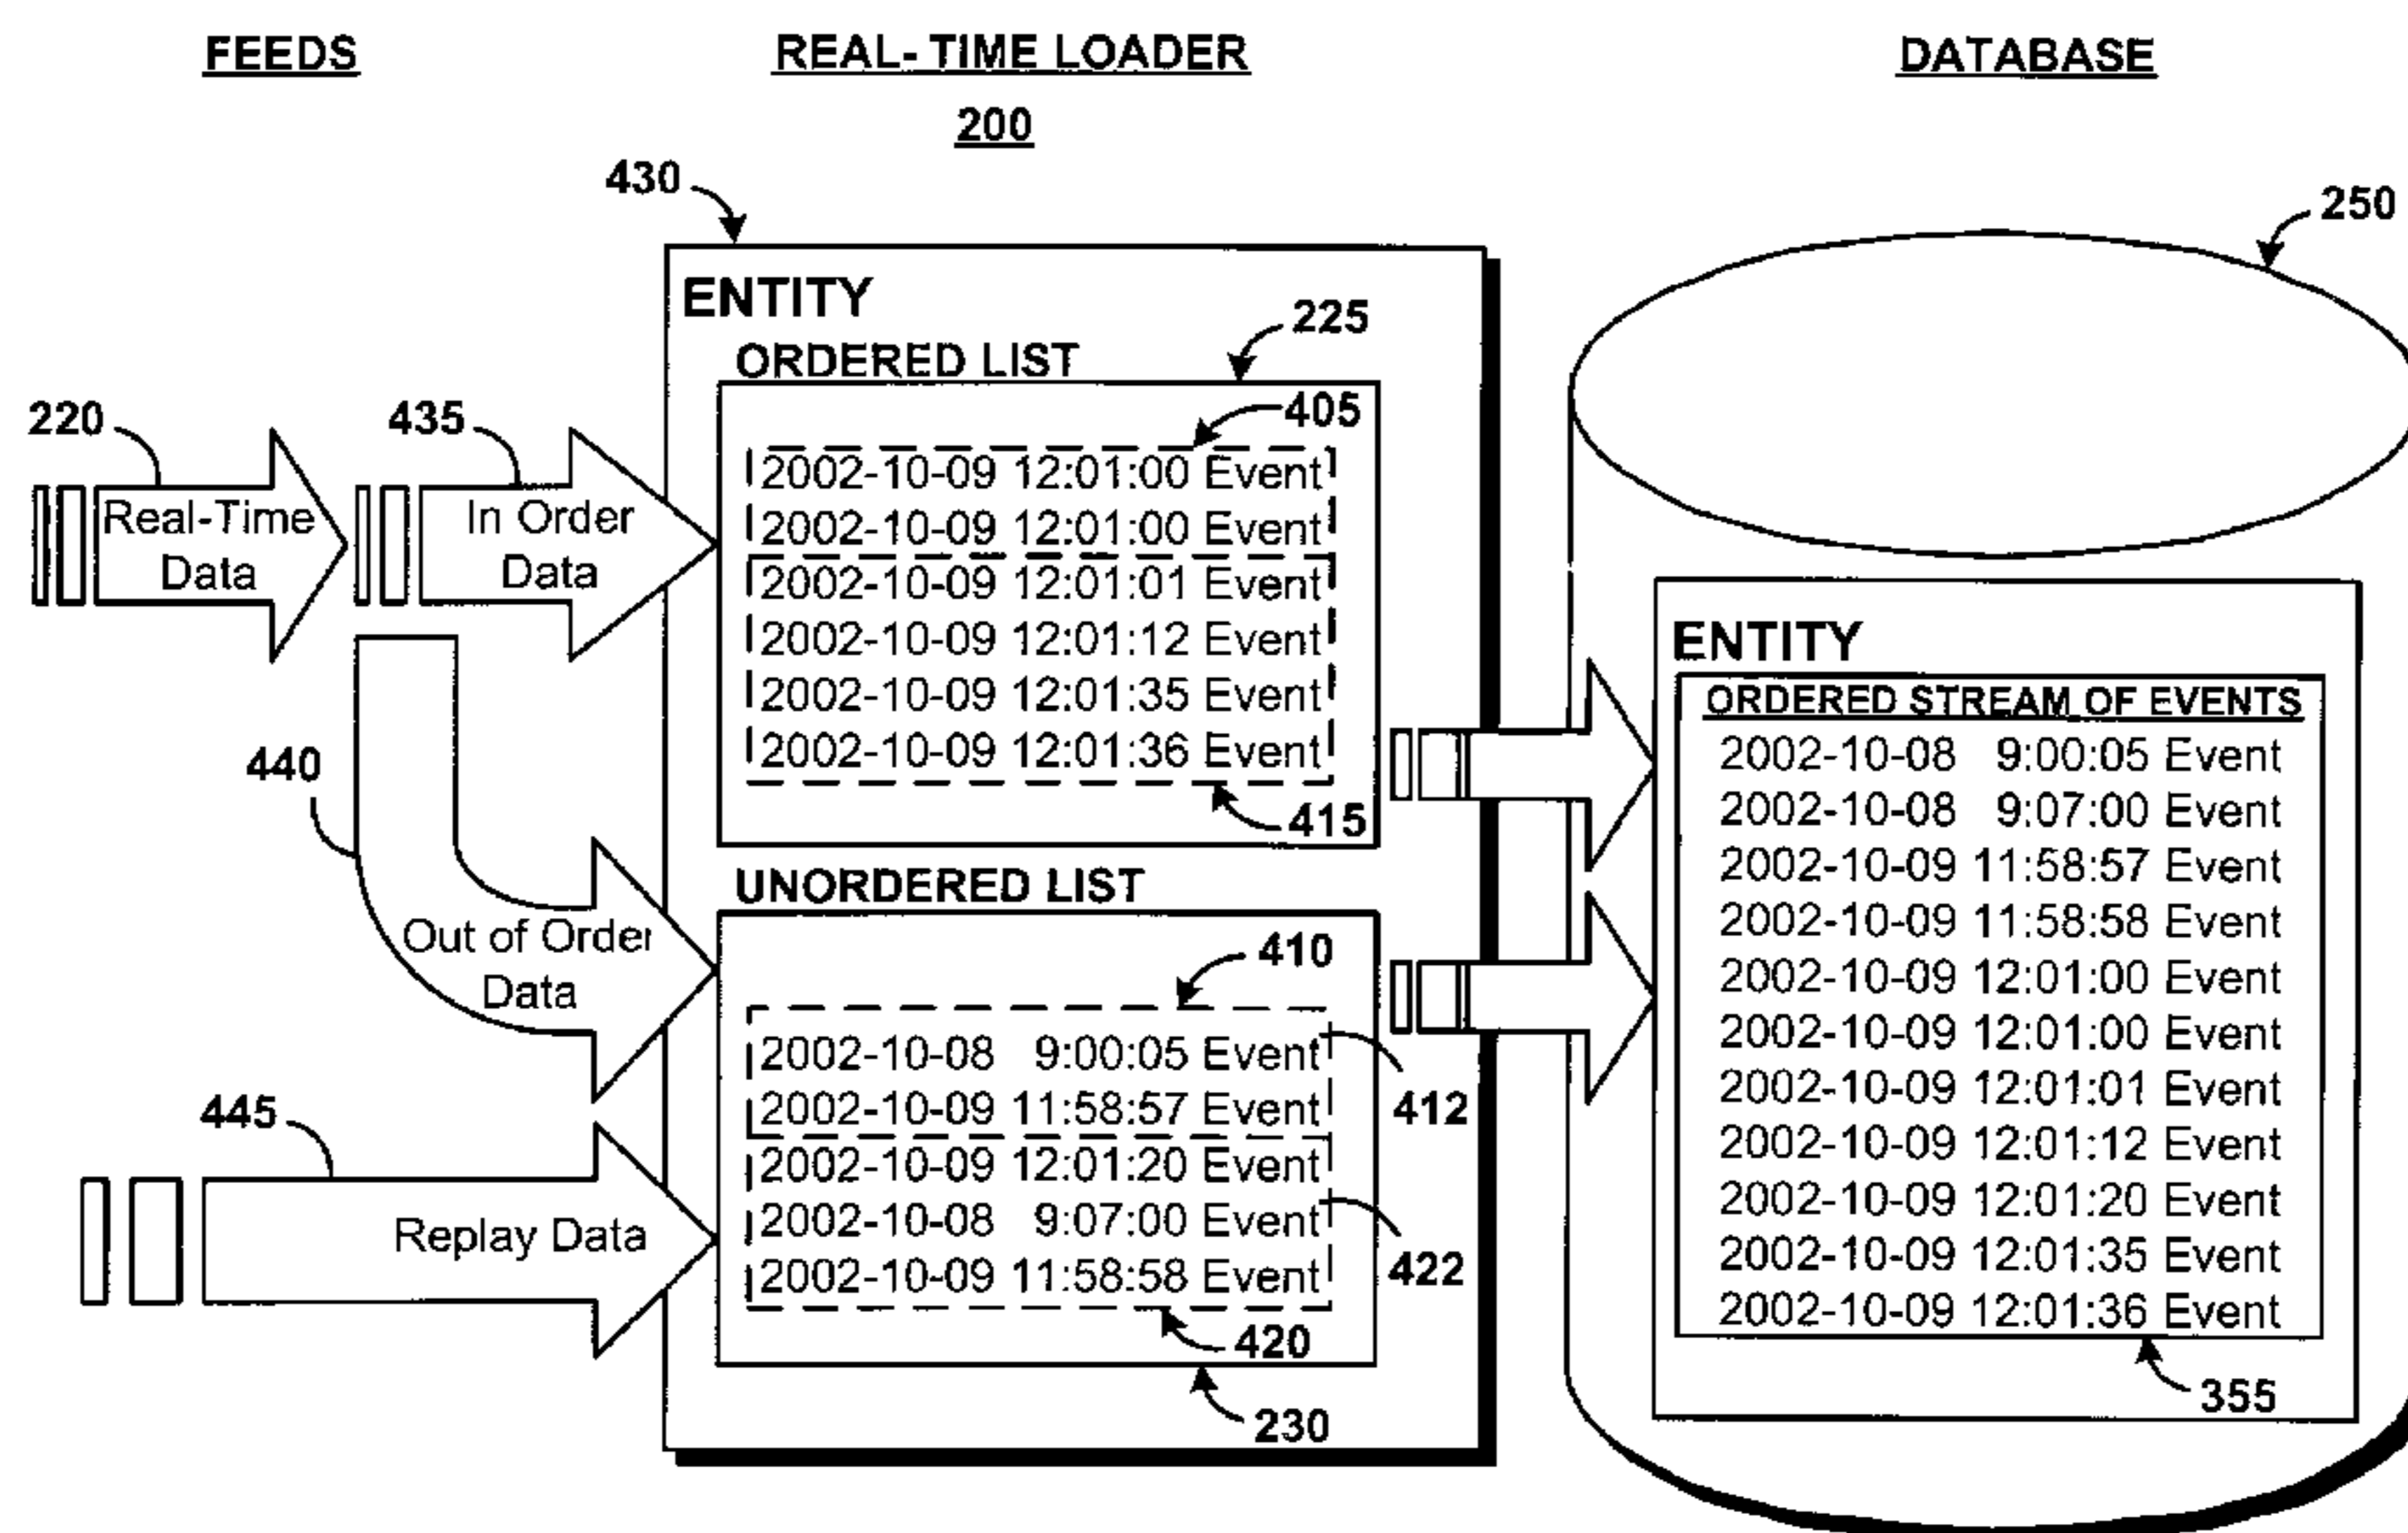 FEEDS
REAL-TIME LOADER
200
DATABASE
430
250
ENTITY
225
ORDERED LIST
405
220
435
Real-Time
Data
In Order
Data
2002-10-09 12:01:00 Event
2002-10-09 12:01:00 Event
2002-10-09 12:01:01 Event
2002-10-09 12:01:12 Event
2002-10-09 12:01:35 Event
2002-10-09 12:01:36 Event
415
440
Out of Order
Data
UNORDERED LIST
410
2002-10-08 9:00:05 Event
2002-10-09 11:58:57 Event
412
2002-10-09 12:01:20 Event
2002-10-08 9:07:00 Event
2002-10-09 11:58:58 Event
422
420
230
445
Replay Data
ENTITY
ORDERED STREAM OF EVENTS
2002-10-08 9:00:05 Event
2002-10-08 9:07:00 Event
2002-10-09 11:58:57 Event
2002-10-09 11:58:58 Event
2002-10-09 12:01:00 Event
2002-10-09 12:01:00 Event
2002-10-09 12:01:01 Event
2002-10-09 12:01:12 Event
2002-10-09 12:01:20 Event
2002-10-09 12:01:35 Event
2002-10-09 12:01:36 Event
355